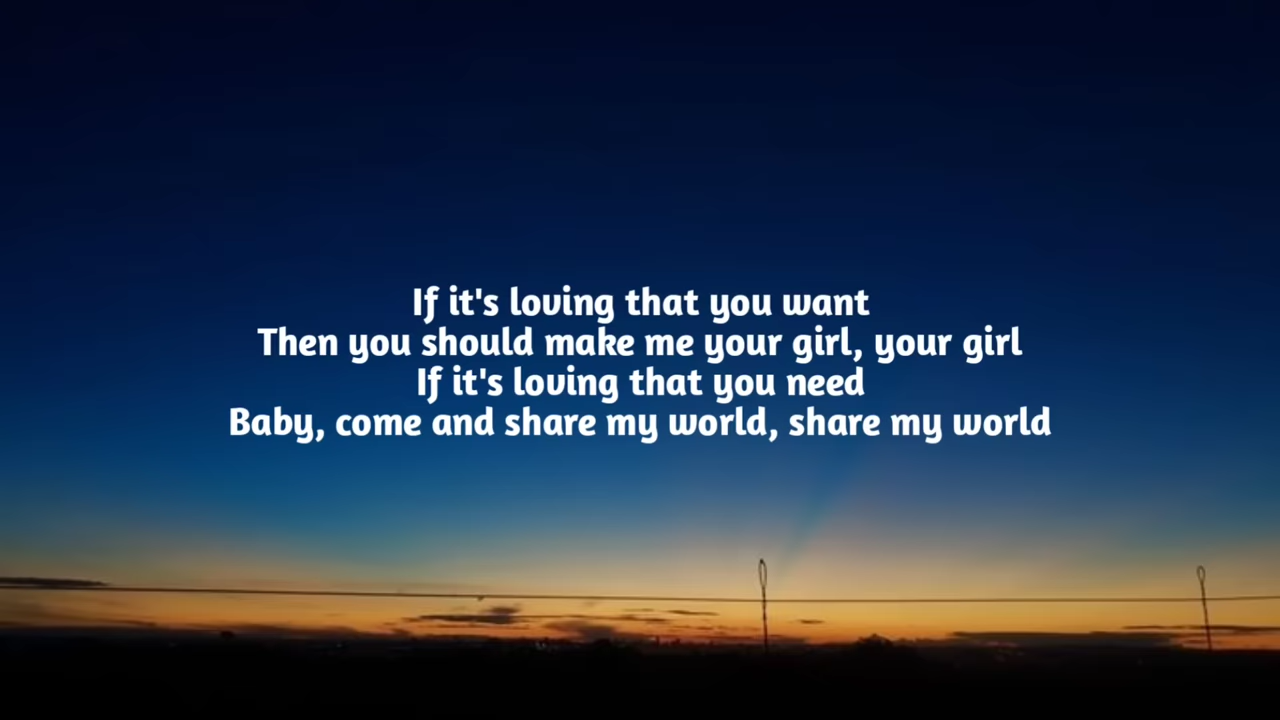 If it's loving that you want
Then you should make me your girl, your girl
If it's loving that you need
Baby, come and share my world, share my world